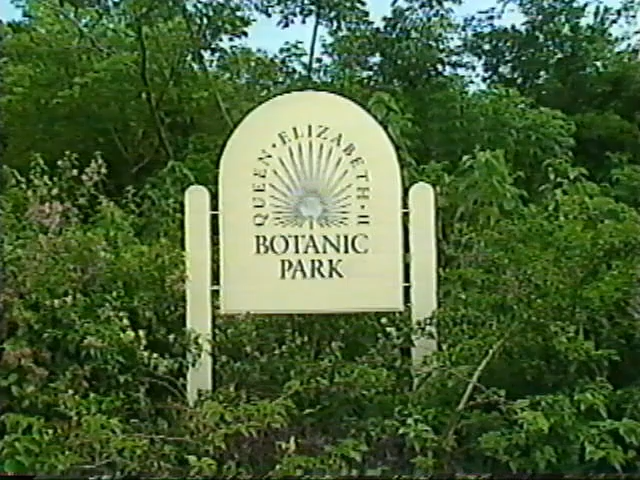 QUEEN · ELIZABETH · II
BOTANIC
PARK